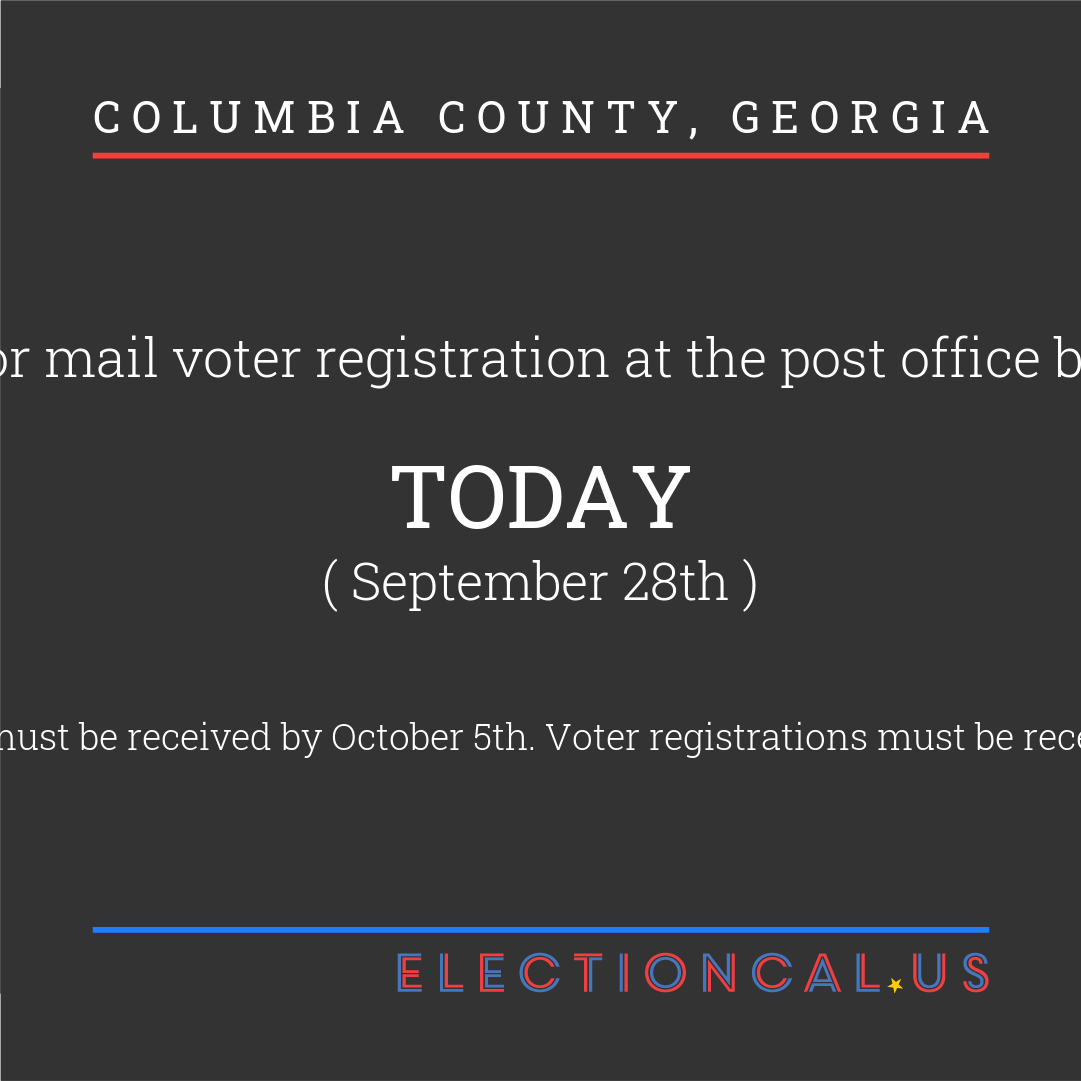 COLUMBIA COUNTY, GEORGIA
or mail voter registration at the post office b
TODAY
( September 28th )
must be received by October 5th. Voter registrations must be rece
ELECTIONCAL.US